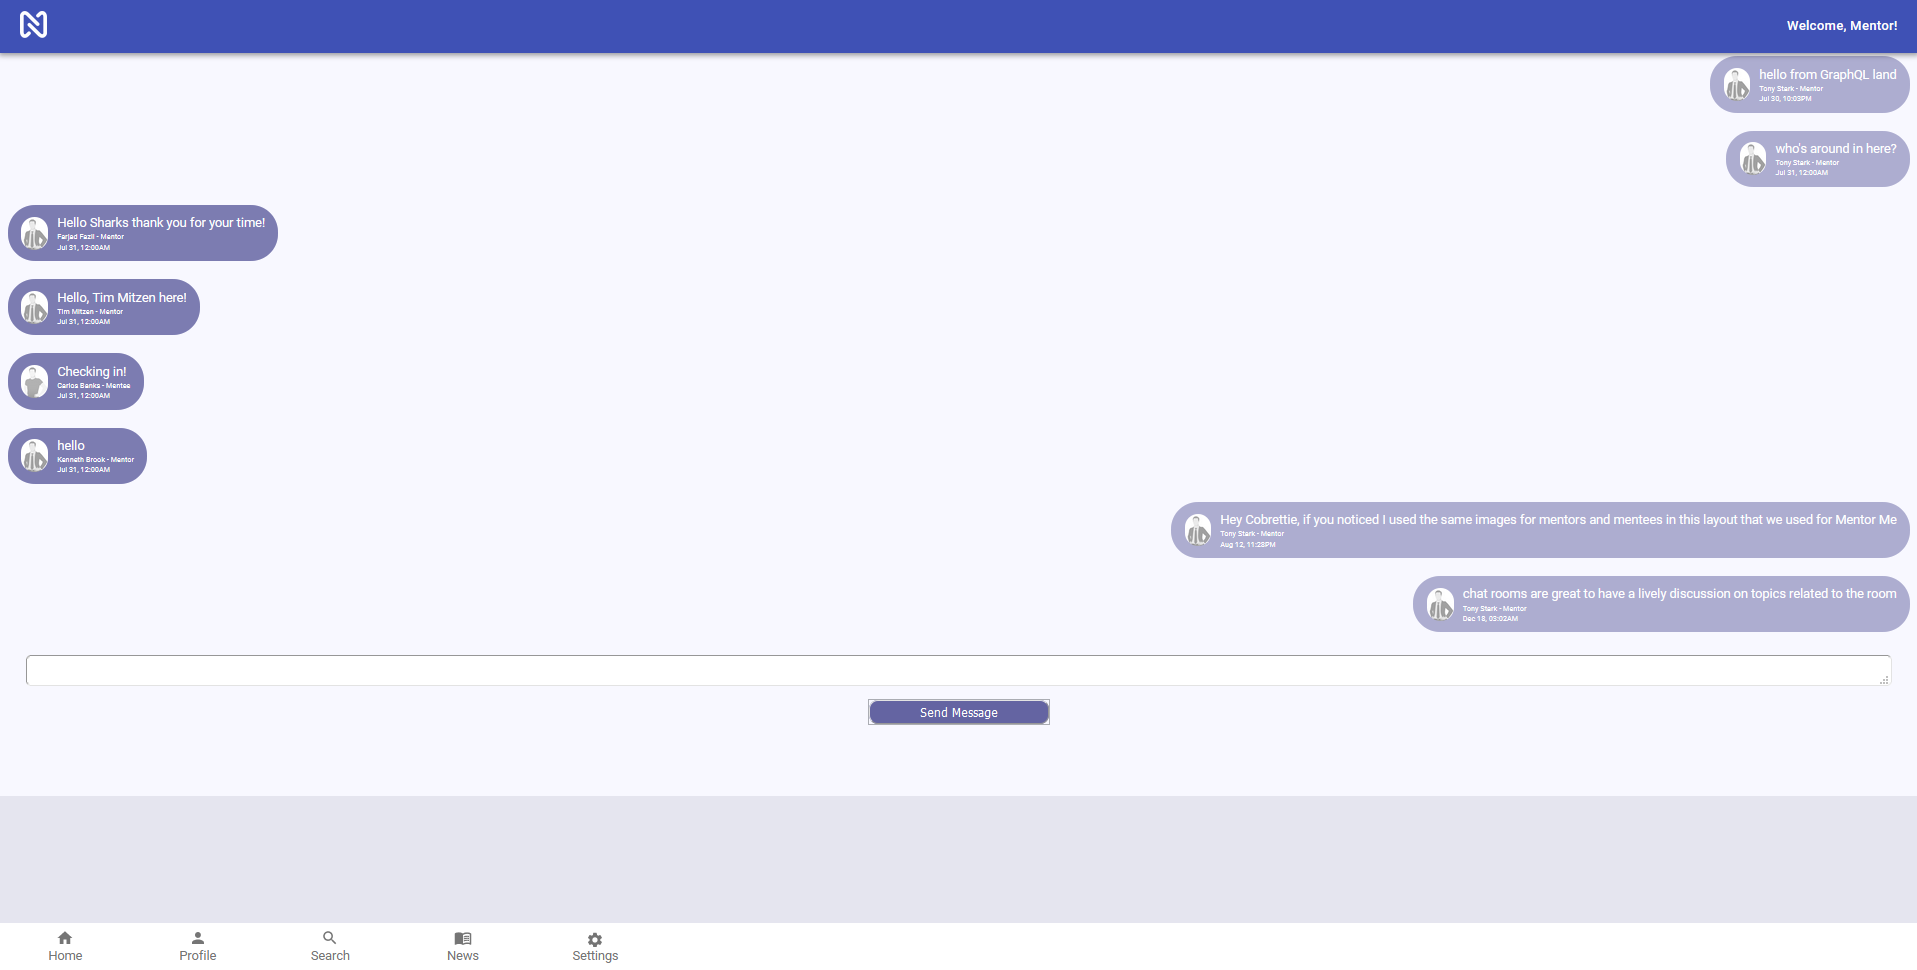 Welcome, Mentor!
hello from GraphQL land
Tony Stark - Mentor
Jul 30, 10:03PM
who's around in here?
Tony Stark - Mentor
Jul 31, 12:00AM
Hello Sharks thank you for your time!
Farjad Fazli - Mentor
Jul 31, 12:00AM
Hello, Tim Mitzen here!
Tim Mitzen - Mentor
Jul 31, 12:00AM
Checking in!
Carlos Banks - Mentee
Jul 31, 12:00AM
hello
Kenneth Brook - Mentor
Jul 31, 12:00AM
Hey Cobrettie, if you noticed I used the same images for mentors and mentees in this layout that we used for Mentor Me
Tony Stark - Mentor
Aug 12, 11:23PM
chat rooms are great to have a lively discussion on topics related to the room
Tony Stark - Mentor
Dec 18, 03:02AM
Send Message
Home
Profile
Search
News
Settings